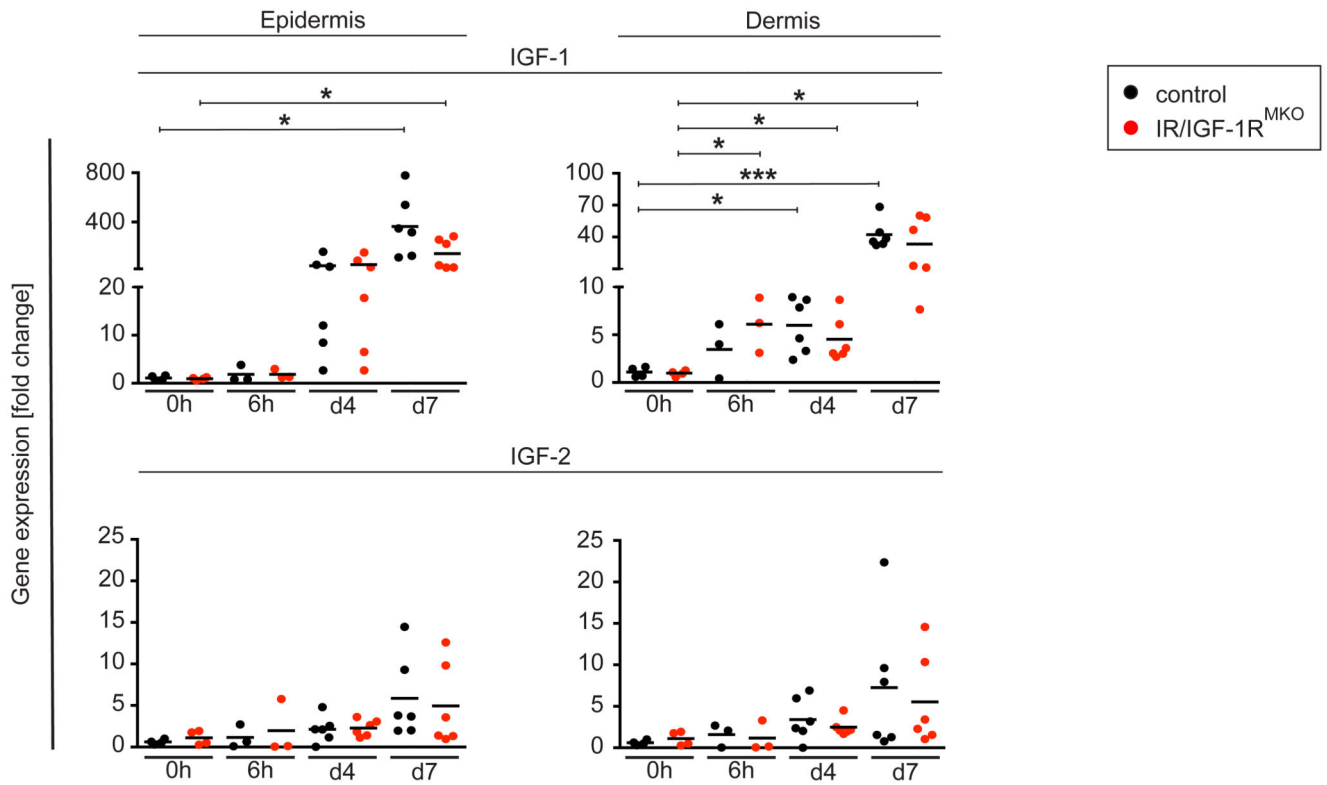 Epidermis Dermis
IGF-1
control
IR/IGF-1R^MKO
Gene expression [fold change]
* * * * * *** *
800
400
20
10
0
0h 6h d4 d7
100
70
40
10
5
0
0h 6h d4 d7
IGF-2
25
20
15
10
5
0
0h 6h d4 d7
25
20
15
10
5
0
0h 6h d4 d7